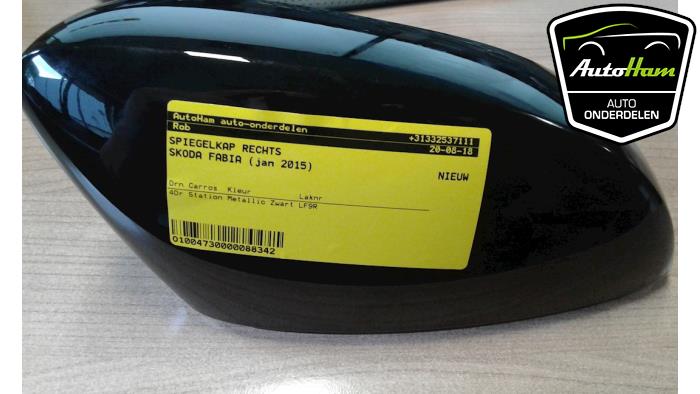 AutoHam
AUTO
ONDERDELEN
AutoHam auto-onderdelen +31332537111
Rob 20-08-18
SPIEGELKAP RECHTS
SKODA FABIA (jan 2015)
NIEUW
Drn Carros Kleur Laknr
4Dr Station Metallic Zwart LF9R
O1004730000088342